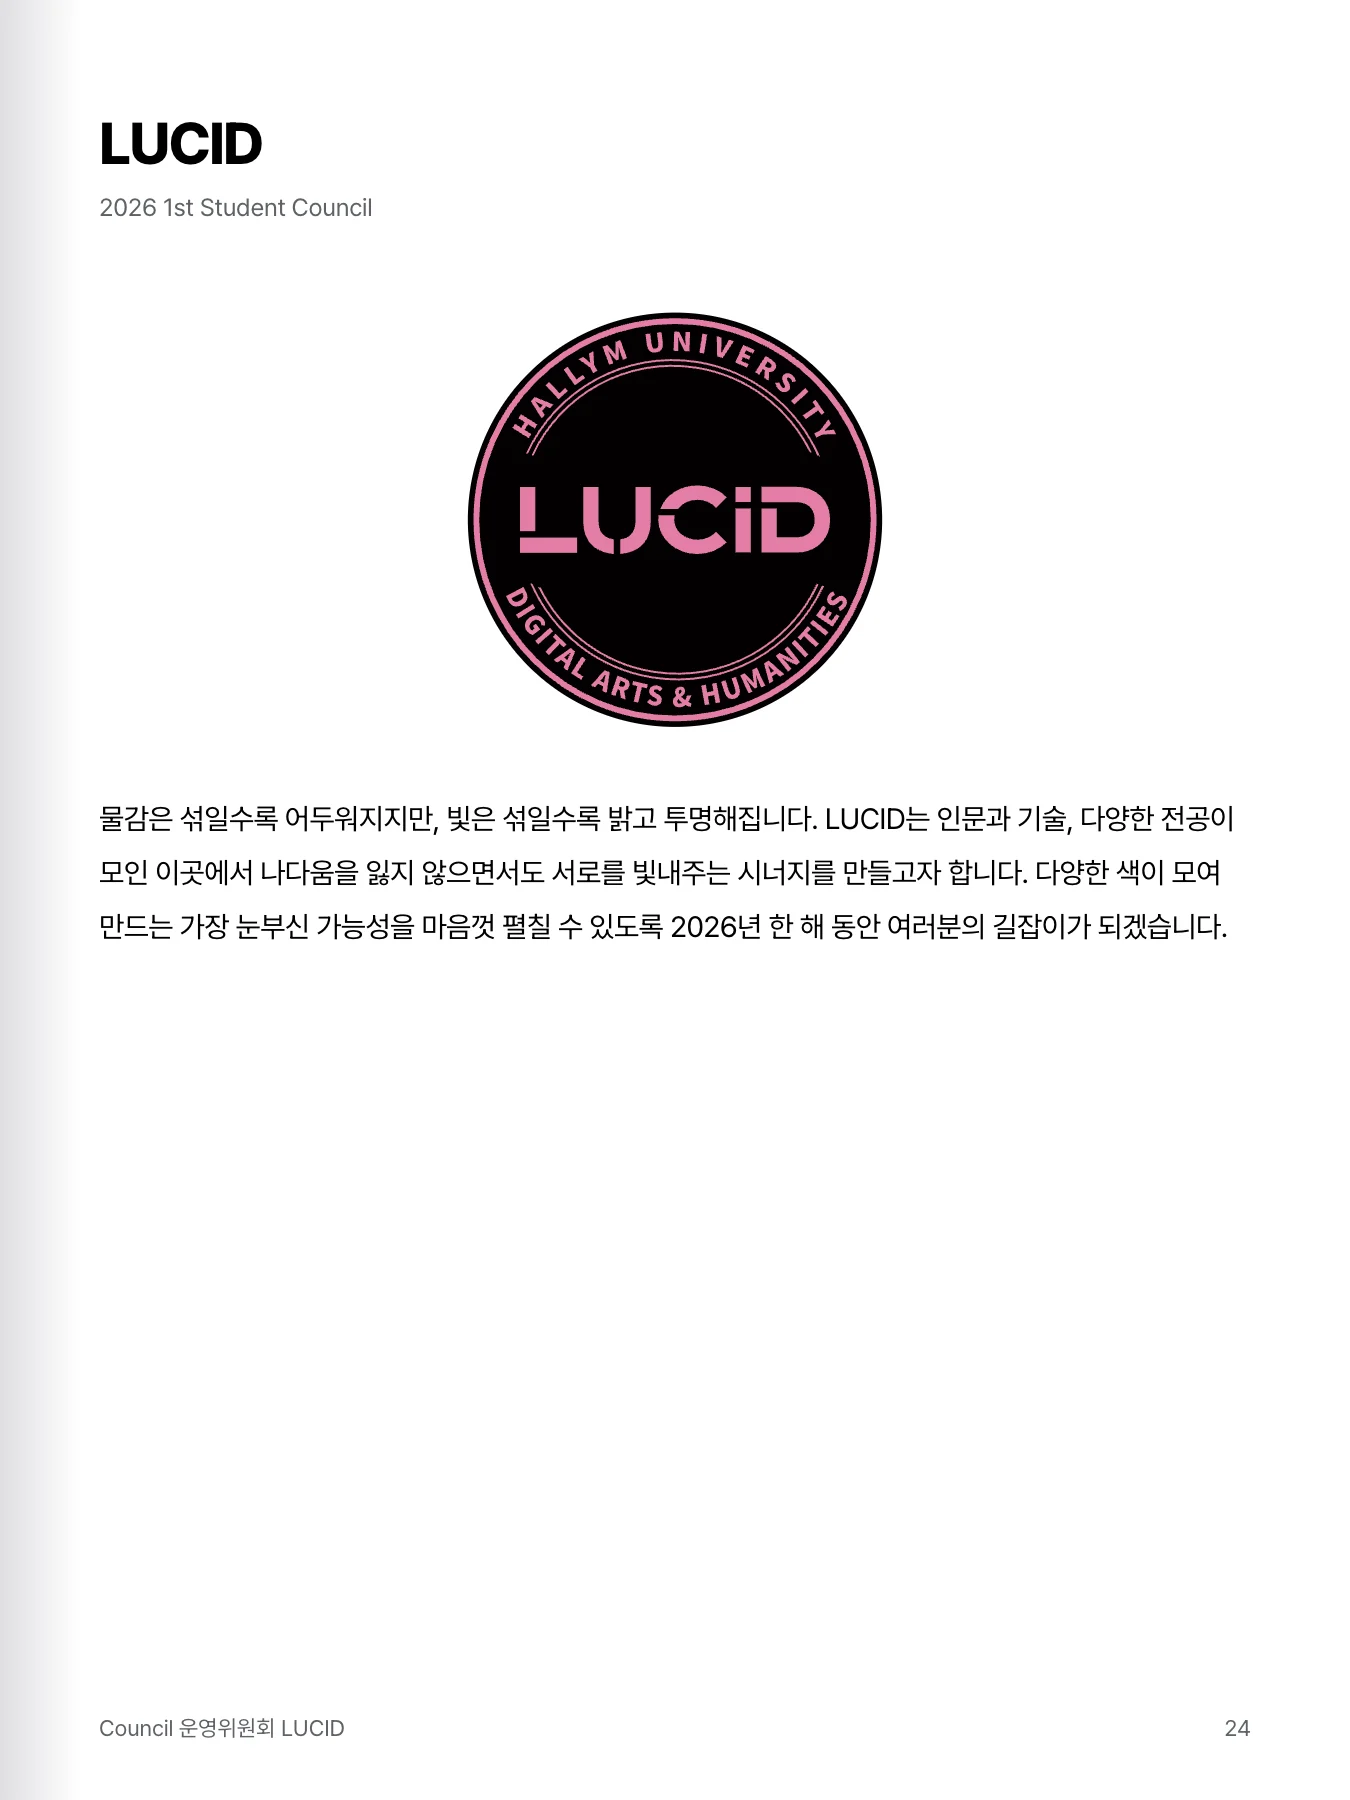 LUCID
2026 1st Student Council
HALLYM UNIVERSITY
LUCiD
DIGITAL ARTS & HUMANITIES
물감은 섞일수록 어두워지지만, 빛은 섞일수록 밝고 투명해집니다. LUCID는 인문과 기술, 다양한 전공이
모인 이곳에서 나다움을 잃지 않으면서도 서로를 빛내주는 시너지를 만들고자 합니다. 다양한 색이 모여
만드는 가장 눈부신 가능성을 마음껏 펼칠 수 있도록 2026년 한 해 동안 여러분의 길잡이가 되겠습니다.
Council 운영위원회 LUCID
24